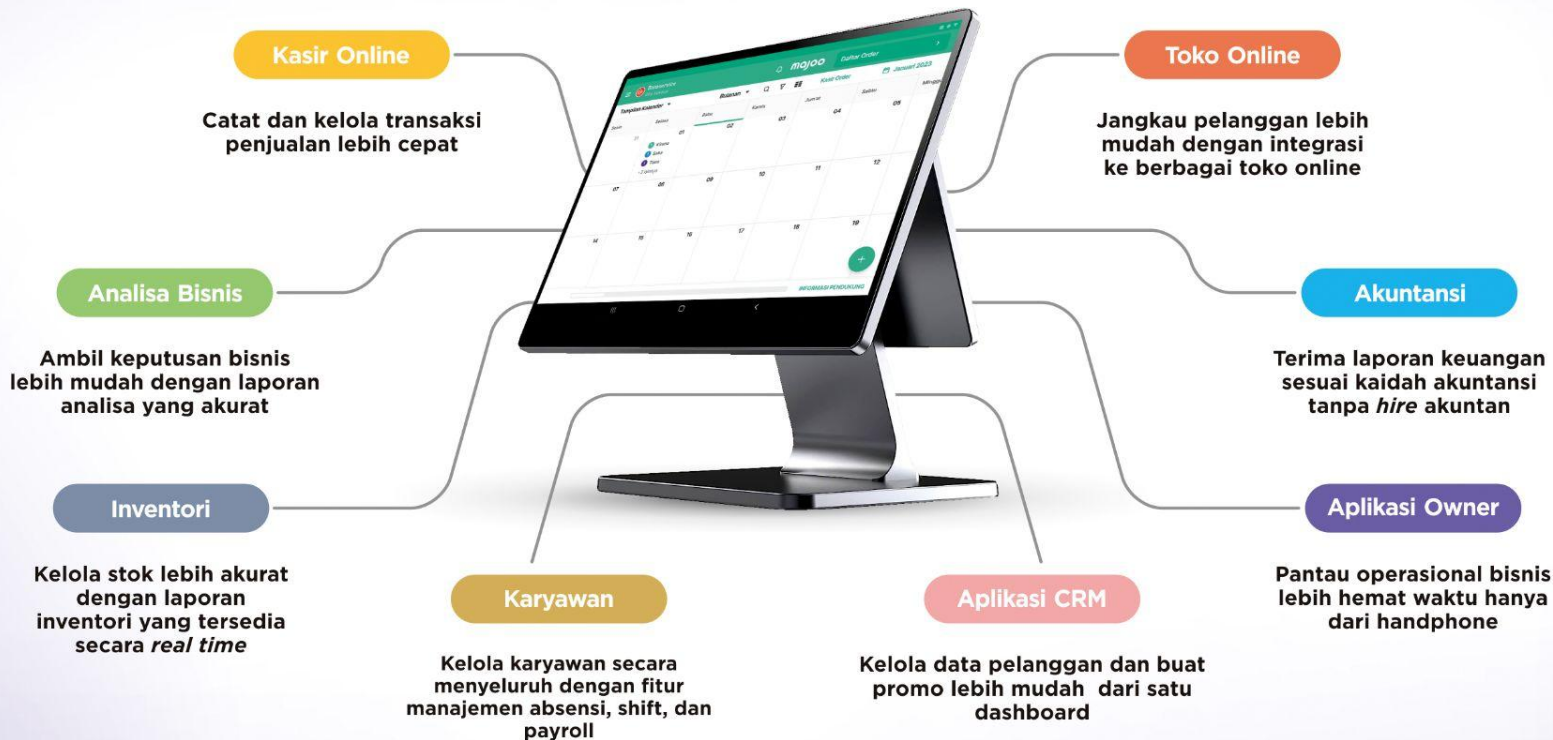 Kasir Online
Catat dan kelola transaksi
penjualan lebih cepat
Analisa Bisnis
Ambil keputusan bisnis
lebih mudah dengan laporan
analisa yang akurat
Inventori
Kelola stok lebih akurat
dengan laporan
inventori yang tersedia
secara real time
Karyawan
Kelola karyawan secara
menyeluruh dengan fitur
manajemen absensi, shift, dan
payroll
mojoo
Daftar Order
Tampilan Kalender
Bulanan
Kasir Order
Januari 2023
Senin Selasa Rabu Kamis Jum'at Sabtu Minggu
01 02 03 04 05
07 08 09 10 11 12
14 15 16 17 18 19
+
INFORMASI PENDUKUNG
Toko Online
Jangkau pelanggan lebih
mudah dengan integrasi
ke berbagai toko online
Akuntansi
Terima laporan keuangan
sesuai kaidah akuntansi
tanpa hire akuntan
Aplikasi Owner
Pantau operasional bisnis
lebih hemat waktu hanya
dari handphone
Aplikasi CRM
Kelola data pelanggan dan buat
promo lebih mudah dari satu
dashboard